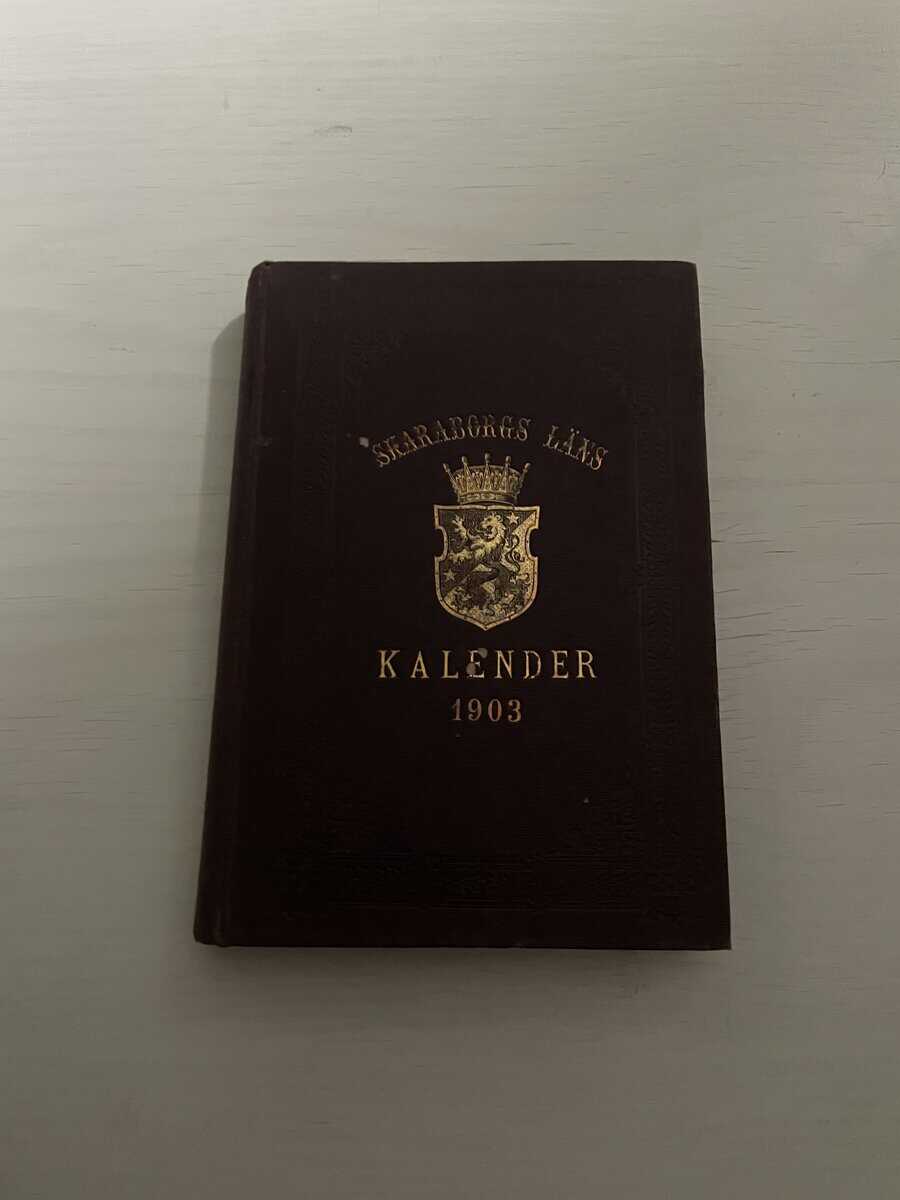 SKARABORGS LÄNS
KALENDER
1903